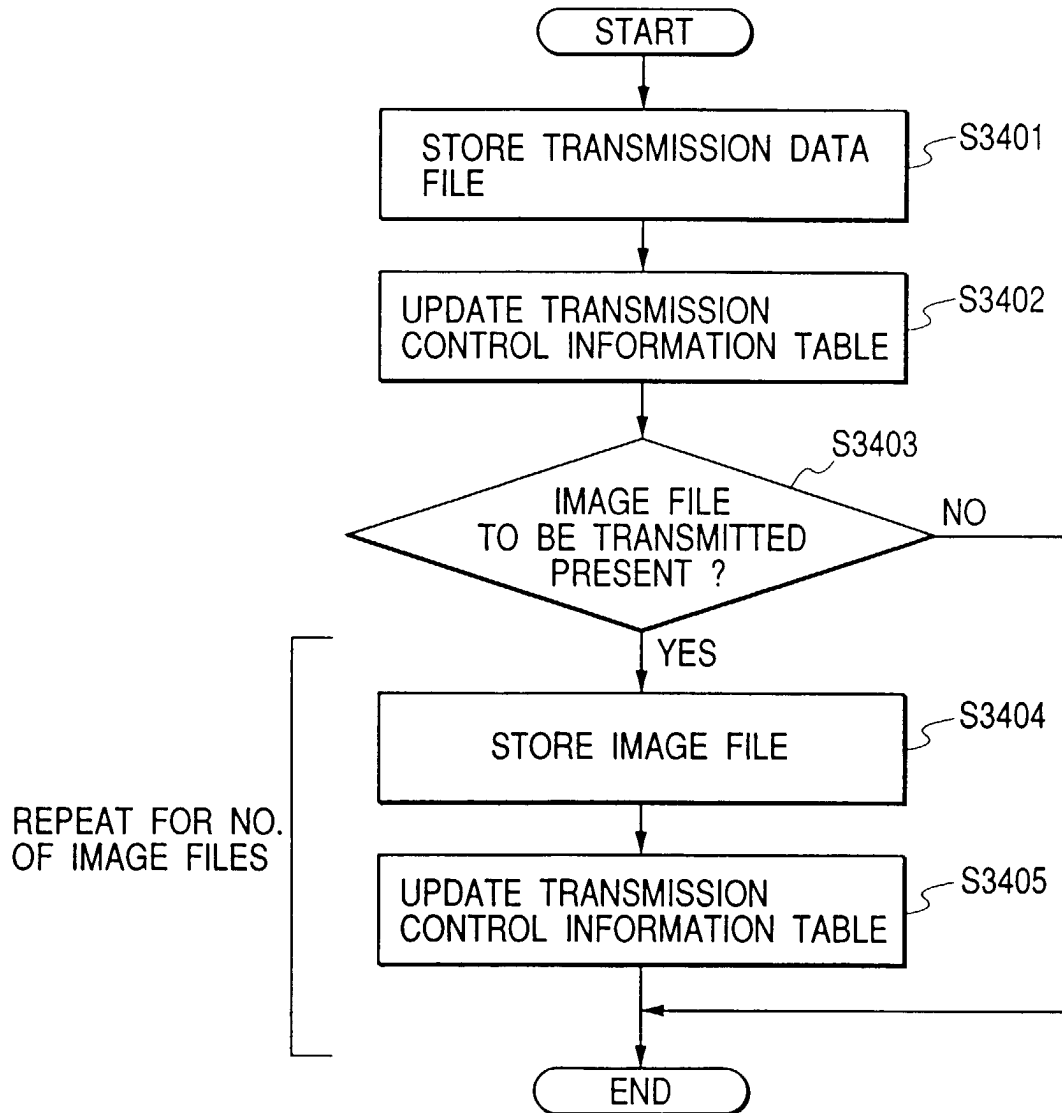 START
STORE TRANSMISSION DATA
FILE
S3401
UPDATE TRANSMISSION
CONTROL INFORMATION TABLE
S3402
S3403
IMAGE FILE
TO BE TRANSMITTED
PRESENT ?
NO
YES
STORE IMAGE FILE
S3404
REPEAT FOR NO.
OF IMAGE FILES
UPDATE TRANSMISSION
CONTROL INFORMATION TABLE
S3405
END